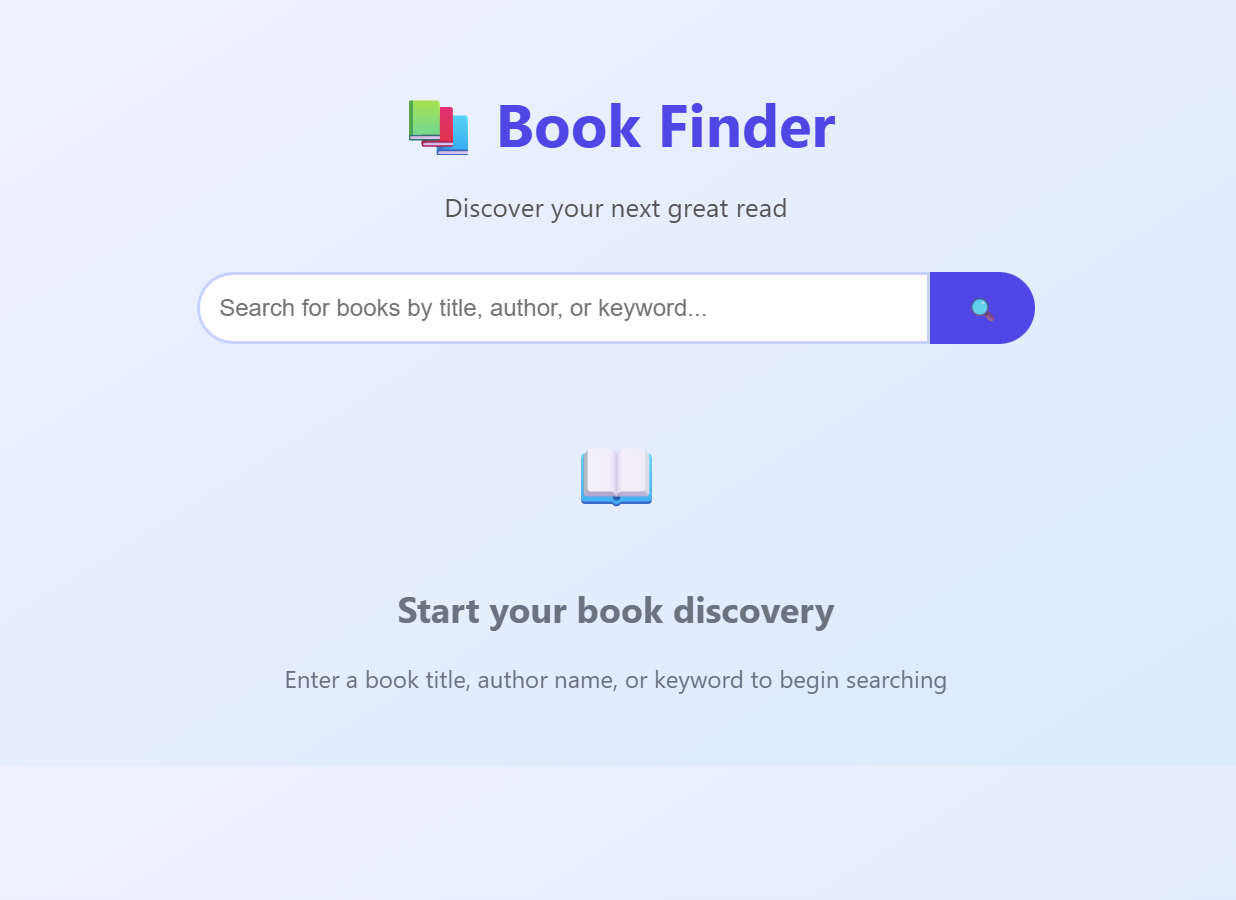 Book Finder
Discover your next great read
Search for books by title, author, or keyword...
Start your book discovery
Enter a book title, author name, or keyword to begin searching